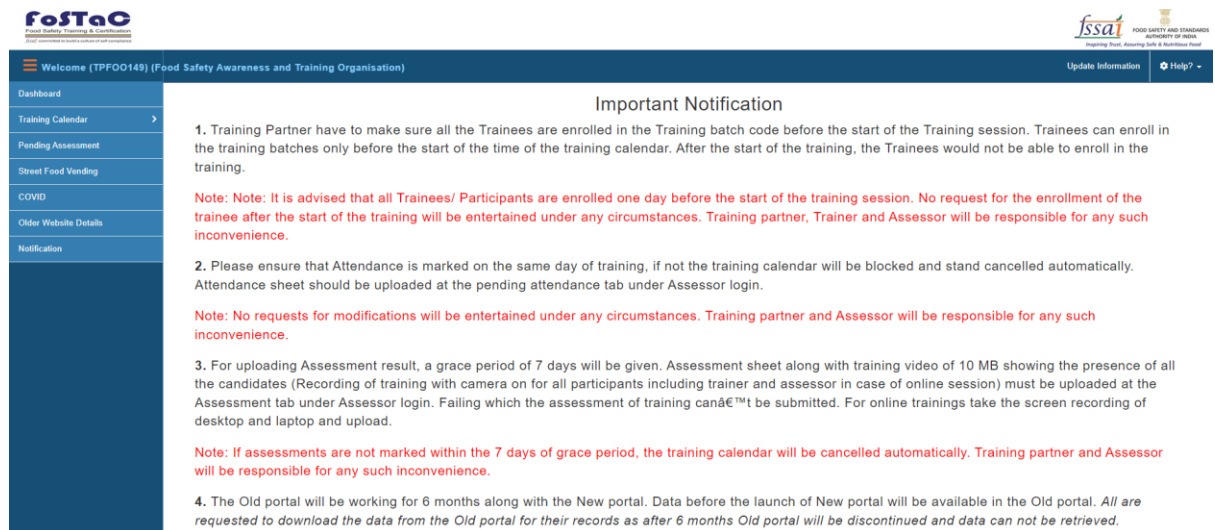 FoSTaC
Food Safety Training & Certification
fssai
FOOD SAFETY AND STANDARDS
AUTHORITY OF INDIA
Inspiring Trust, Assuring Safe & Nutritious Food
Welcome (TPFOO149) (Food Safety Awareness and Training Organisation)
Update Information
Help?
Dashboard
Training Calendar
Pending Assessment
Street Food Vending
COVID
Older Website Details
Notification
Important Notification
1. Training Partner have to make sure all the Trainees are enrolled in the Training batch code before the start of the Training session. Trainees can enroll in
the training batches only before the start of the time of the training calendar. After the start of the training, the Trainees would not be able to enroll in the
training.
Note: Note: It is advised that all Trainees/ Participants are enrolled one day before the start of the training session. No request for the enrollment of the
trainee after the start of the training will be entertained under any circumstances. Training partner, Trainer and Assessor will be responsible for any such
inconvenience.
2. Please ensure that Attendance is marked on the same day of training, if not the training calendar will be blocked and stand cancelled automatically.
Attendance sheet should be uploaded at the pending attendance tab under Assessor login.
Note: No requests for modifications will be entertained under any circumstances. Training partner and Assessor will be responsible for any such
inconvenience.
3. For uploading Assessment result, a grace period of 7 days will be given. Assessment sheet along with training video of 10 MB showing the presence of all
the candidates (Recording of training with camera on for all participants including trainer and assessor in case of online session) must be uploaded at the
Assessment tab under Assessor login. Failing which the assessment of training canâ€™t be submitted. For online trainings take the screen recording of
desktop and laptop and upload.
Note: If assessments are not marked within the 7 days of grace period, the training calendar will be cancelled automatically. Training partner and Assessor
will be responsible for any such inconvenience.
4. The Old portal will be working for 6 months along with the New portal. Data before the launch of New portal will be available in the Old portal. All are
requested to download the data from the Old portal for their records as after 6 months Old portal will be discontinued and data can not be retrieved.